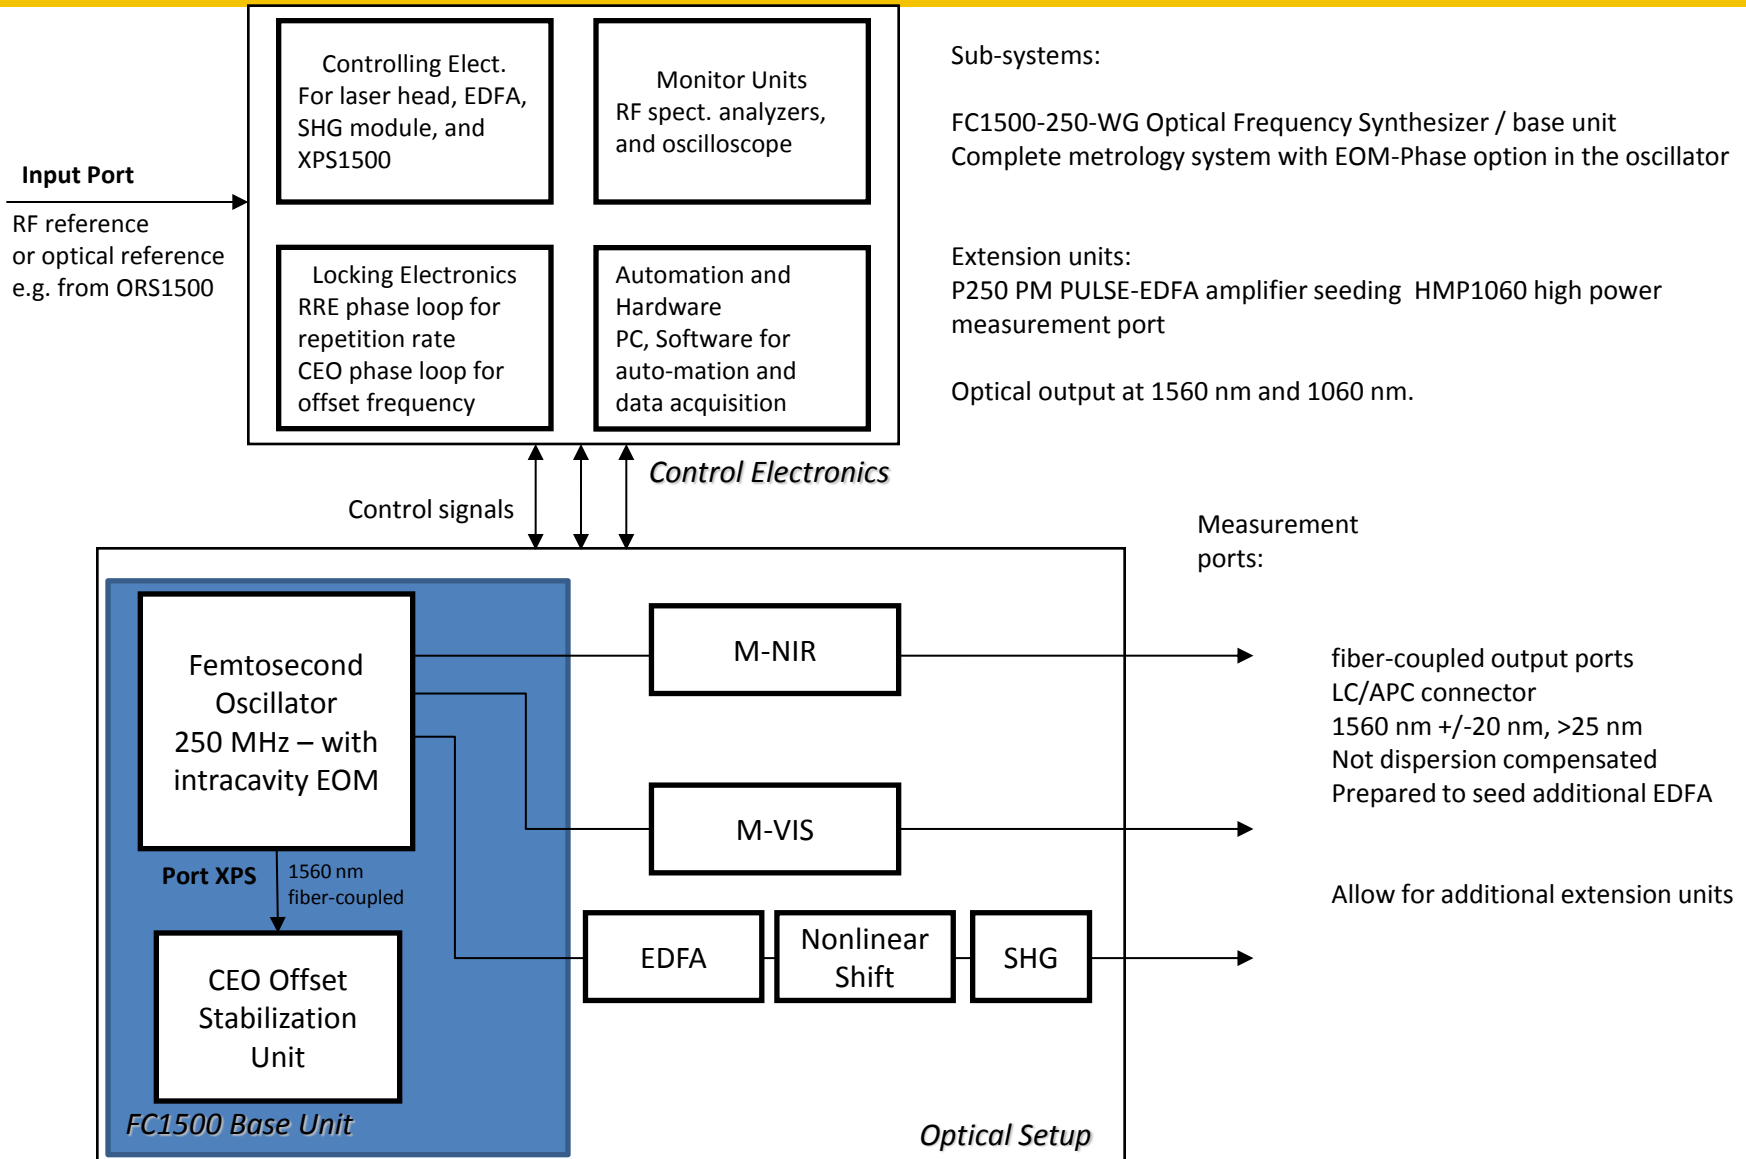 Controlling Elect.
For laser head, EDFA,
SHG module, and
XPS1500
Monitor Units
RF spect. analyzers,
and oscilloscope
Sub-systems:
FC1500-250-WG Optical Frequency Synthesizer / base unit
Complete metrology system with EOM-Phase option in the oscillator
Input Port
RF reference
or optical reference
e.g. from ORS1500
Locking Electronics
RRE phase loop for
repetition rate
CEO phase loop for
offset frequency
Automation and
Hardware
PC, Software for
auto-mation and
data acquisition
Extension units:
P250 PM PULSE-EDFA amplifier seeding HMP1060 high power
measurement port
Optical output at 1560 nm and 1060 nm.
Control Electronics
Control signals
Measurement
ports:
Femtosecond
Oscillator
250 MHz – with
intracavity EOM
M-NIR
fiber-coupled output ports
LC/APC connector
1560 nm +/-20 nm, >25 nm
Not dispersion compensated
Prepared to seed additional EDFA
M-VIS
Port XPS
1560 nm
fiber-coupled
Allow for additional extension units
EDFA
Nonlinear
Shift
SHG
CEO Offset
Stabilization
Unit
FC1500 Base Unit
Optical Setup